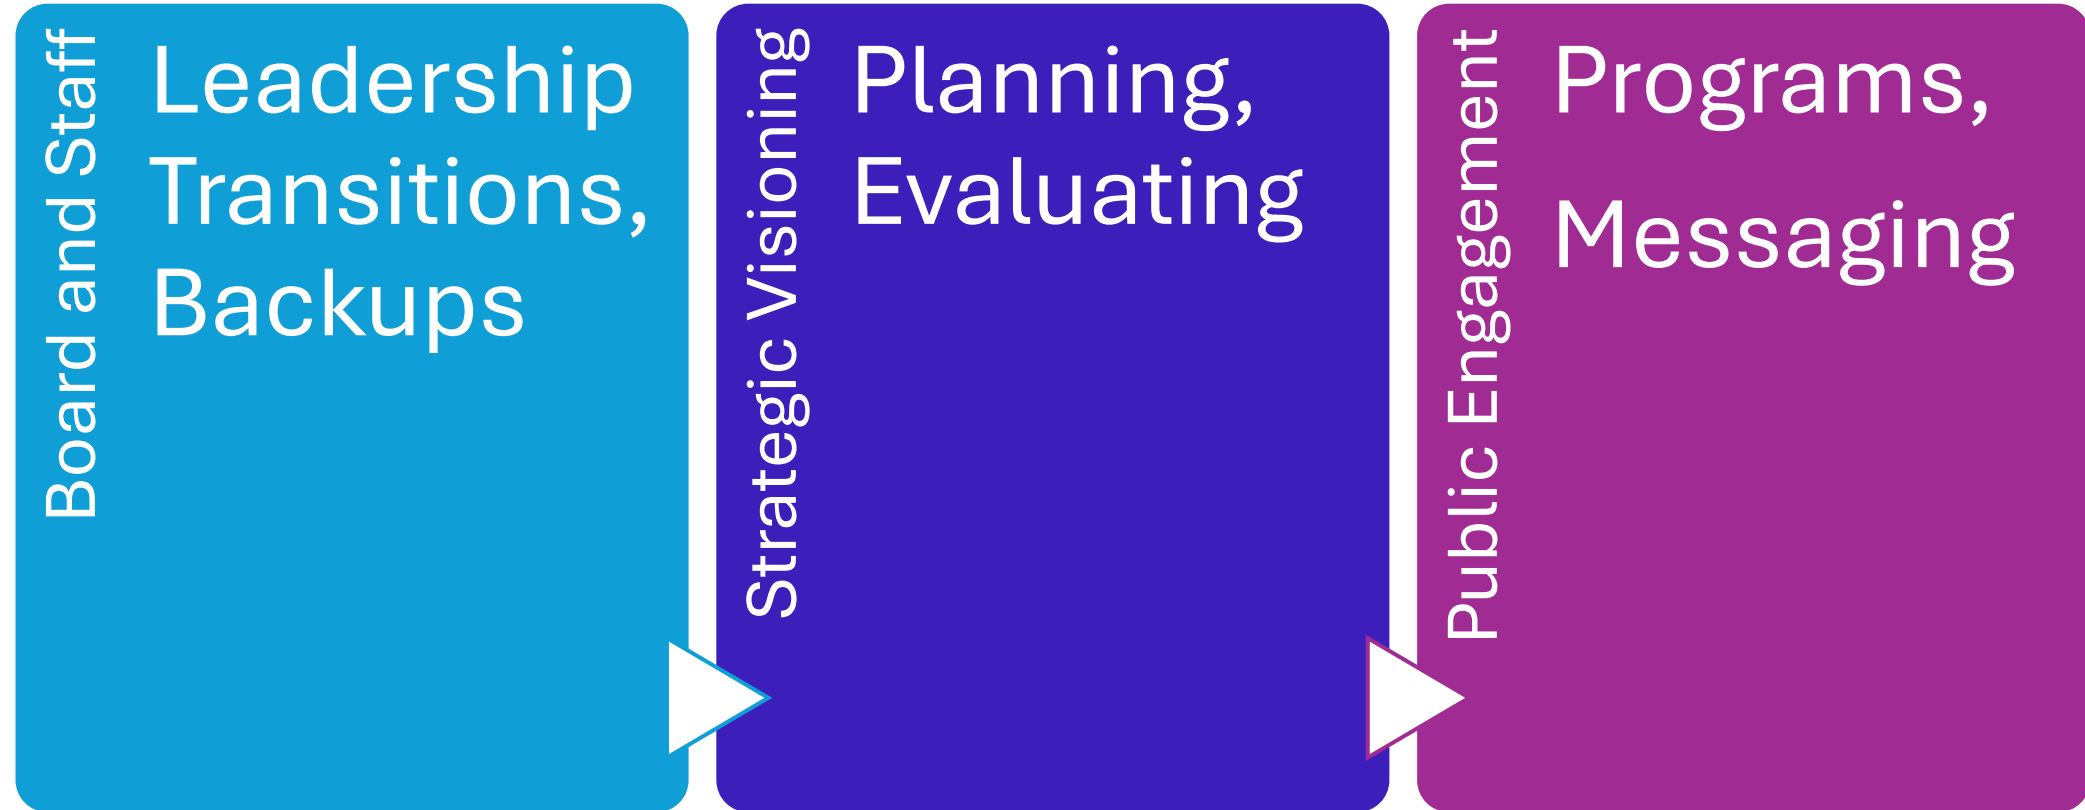 Board and Staff
Leadership
Transitions,
Backups
Strategic Visioning
Planning,
Evaluating
Public Engagement
Programs,
Messaging